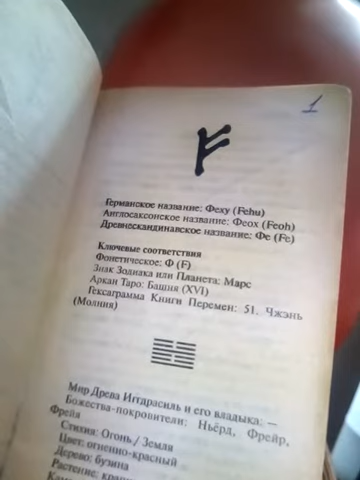 1
ᚠ
Германское название: Феху (Fehu)
Англосаксонское название: Феох (Feoh)
Древнескандинавское название: Фе (Fe)
Ключевые соответствия
Фонетическое: Ф (F)
Знак Зодиака или Планета: Марс
Аркан Таро: Башня (XVI)
Гексаграмма Книги Перемен: 51. Чжэнь
(Молния)
Мир Древа Иггдрасиль и его владыка: —
Божества-покровители: Ньёрд, Фрейр,
Фрейя
Стихия: Огонь / Земля
Цвет: огненно-красный
Дерево: бузина
Растение: